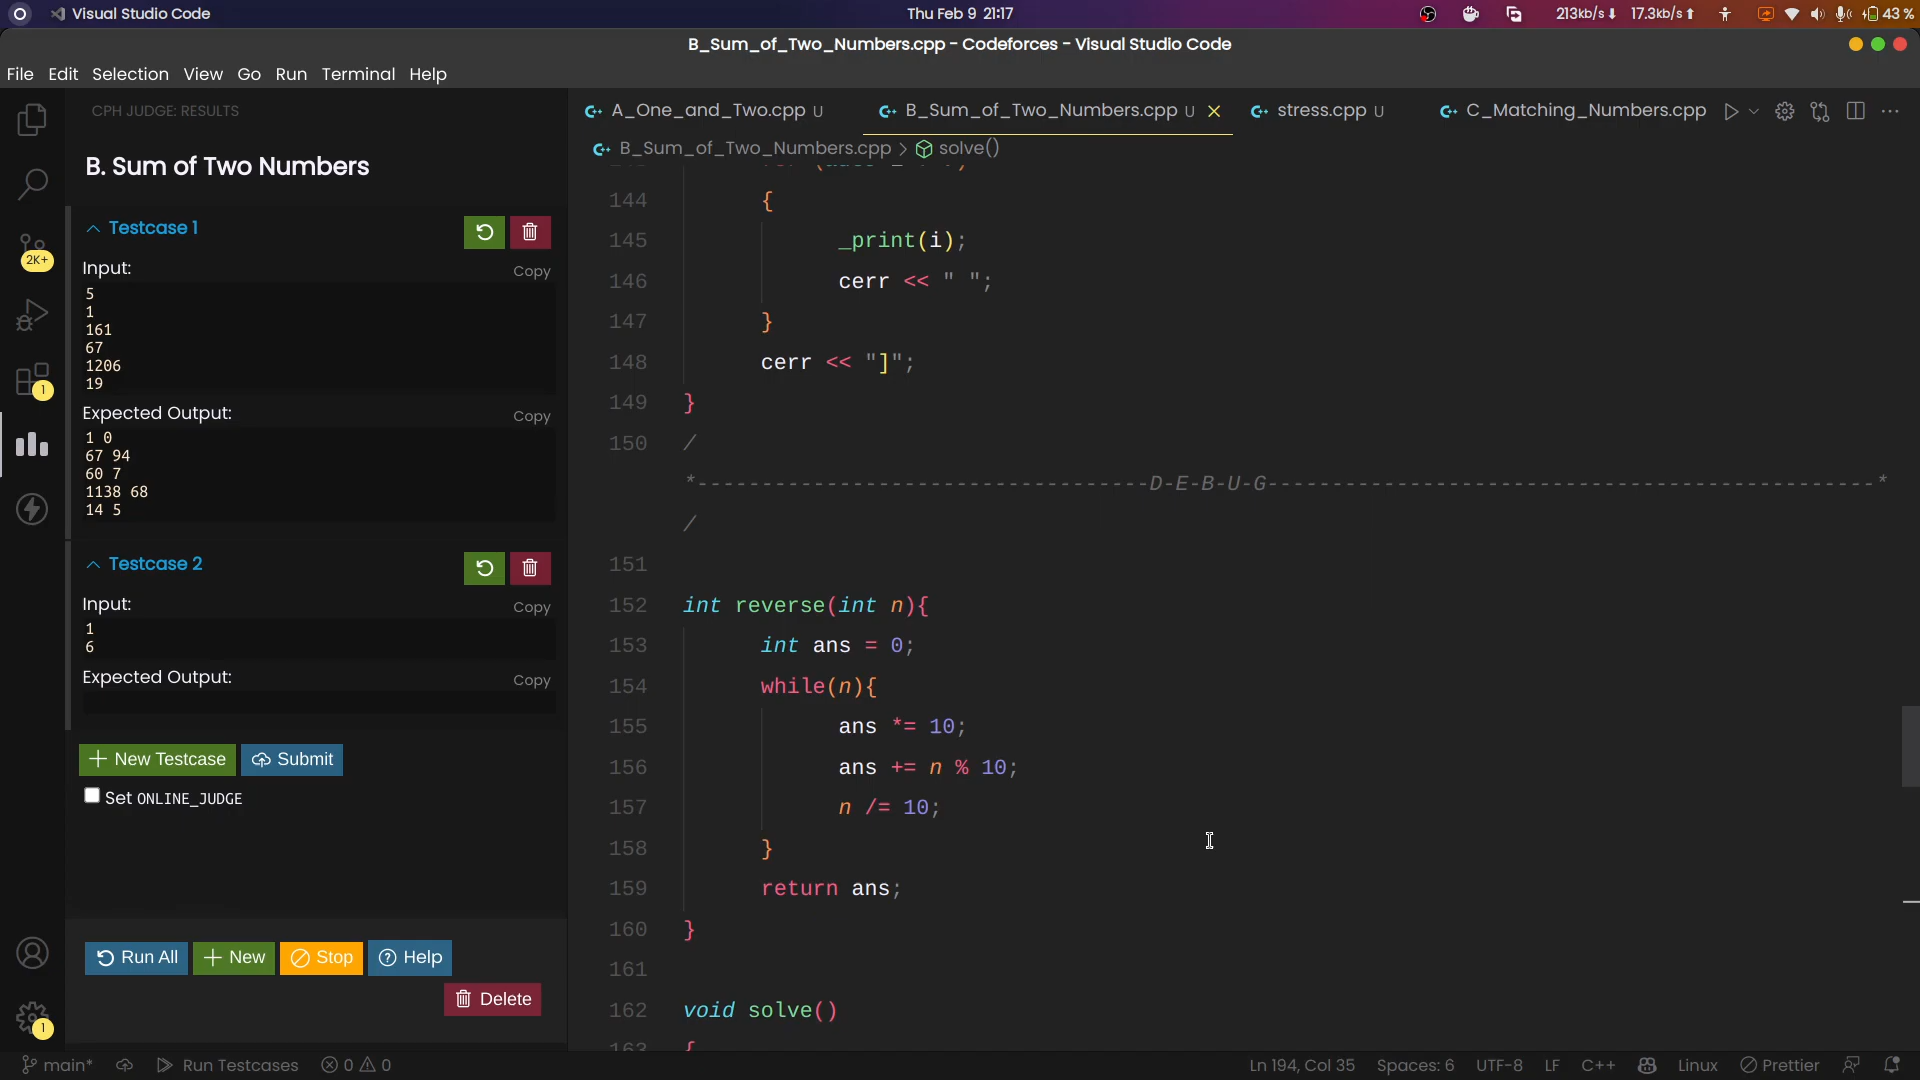 Visual Studio Code
Thu Feb 9 21:17
213kb/s 17.3kb/s 43 %
B_Sum_of_Two_Numbers.cpp - Codeforces - Visual Studio Code
File Edit Selection View Go Run Terminal Help
CPH JUDGE: RESULTS
A_One_and_Two.cpp U
B_Sum_of_Two_Numbers.cpp U
stress.cpp U
C_Matching_Numbers.cpp
B_Sum_of_Two_Numbers.cpp > solve()
B. Sum of Two Numbers
Testcase 1
Input:
Copy
5
1
161
67
1206
19
Expected Output:
Copy
1 0
67 94
60 7
1138 68
14 5
Testcase 2
Input:
Copy
1
6
Expected Output:
Copy
New Testcase
Submit
Set ONLINE_JUDGE
Run All
New
Stop
Help
Delete
2K+
1
1
144 {
145 _print(i);
146 cerr << " ";
147 }
148 cerr << "]";
149 }
150 /
*-----------------------------------D-E-B-U-G-----------------------------------------------*
/
151
152 int reverse(int n){
153 int ans = 0;
154 while(n){
155 ans *= 10;
156 ans += n % 10;
157 n /= 10;
158 }
159 return ans;
160 }
161
162 void solve()
163 {
main*
Run Testcases
0 0
Ln 194, Col 35
Spaces: 6
UTF-8
LF
C++
Linux
Prettier